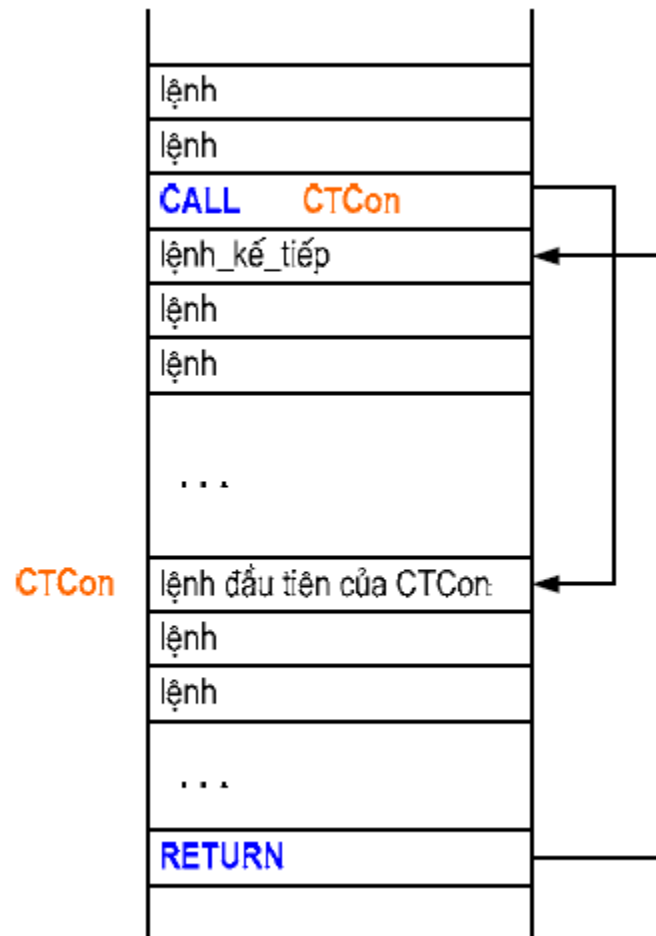 lệnh
lệnh
CALL CTCon
lệnh_kế_tiếp
lệnh
lệnh
...
CTCon lệnh đầu tiên của CTCon
lệnh
lệnh
...
RETURN